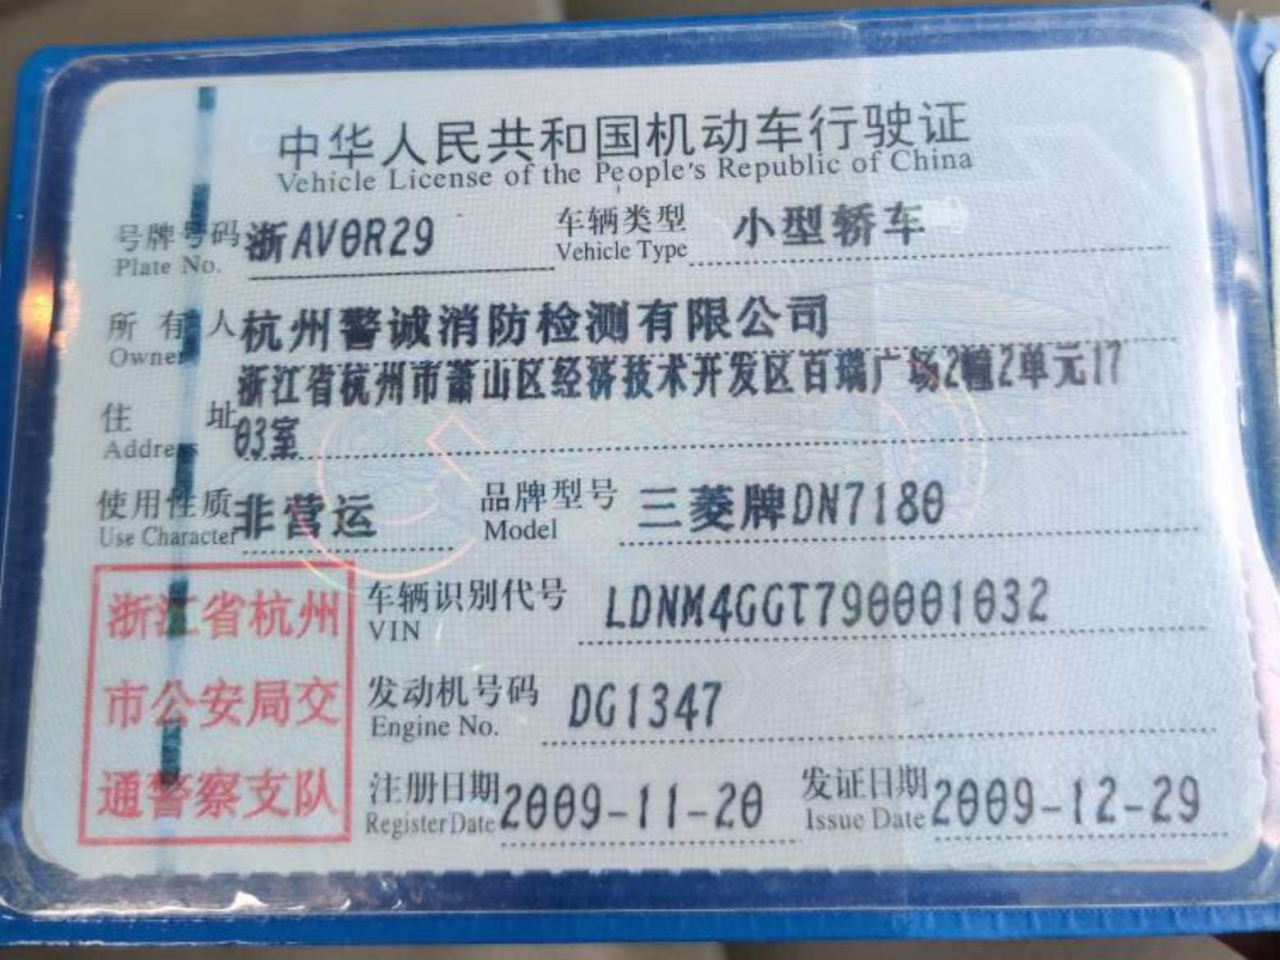 中华人民共和国机动车行驶证
Vehicle License of the People's Republic of China
号牌号码 浙AV0R29 车辆类型 小型轿车
Plate No. Vehicle Type
所有人 杭州警诚消防检测有限公司
Owner
浙江省杭州市萧山区经济技术开发区百瑞广场2幢2单元17
住址 03室
Address
使用性质 非营运 品牌型号 三菱牌DN7180
Use Character Model
浙江省杭州
市公安局交
通警察支队
车辆识别代号 LDNM4GGT790001032
VIN
发动机号码 DG1347
Engine No.
注册日期 2009-11-20 发证日期 2009-12-29
Register Date Issue Date